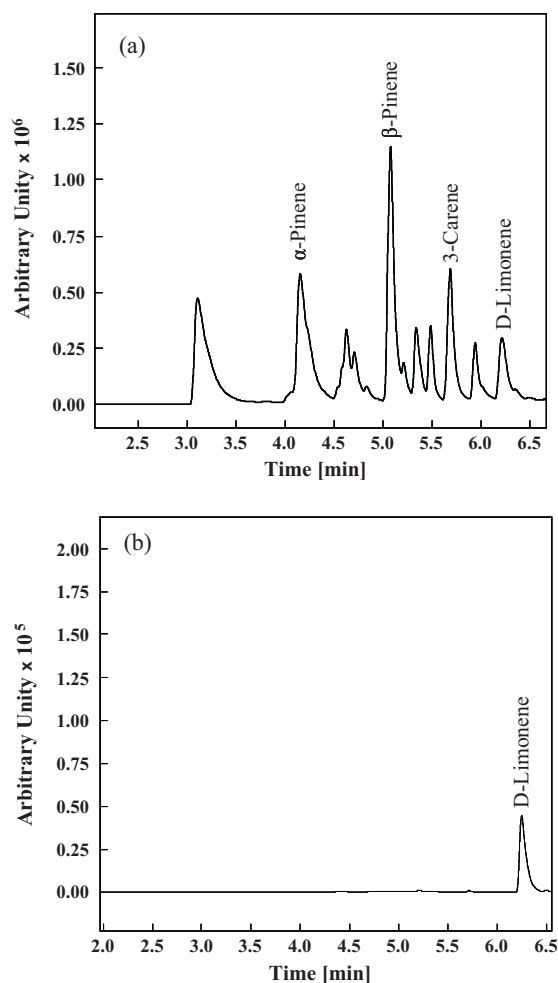 (a)
Arbitrary Unity x 10⁶
1.50
1.25
1.00
0.75
0.50
0.25
0.00
α-Pinene
β-Pinene
3-Carene
D-Limonene
2.5 3.0 3.5 4.0 4.5 5.0 5.5 6.0 6.5
Time [min]
(b)
Arbitrary Unity x 10⁵
2.00
1.75
1.50
1.25
1.00
0.75
0.50
0.25
0.00
D-Limonene
2.0 2.5 3.0 3.5 4.0 4.5 5.0 5.5 6.0 6.5
Time [min]